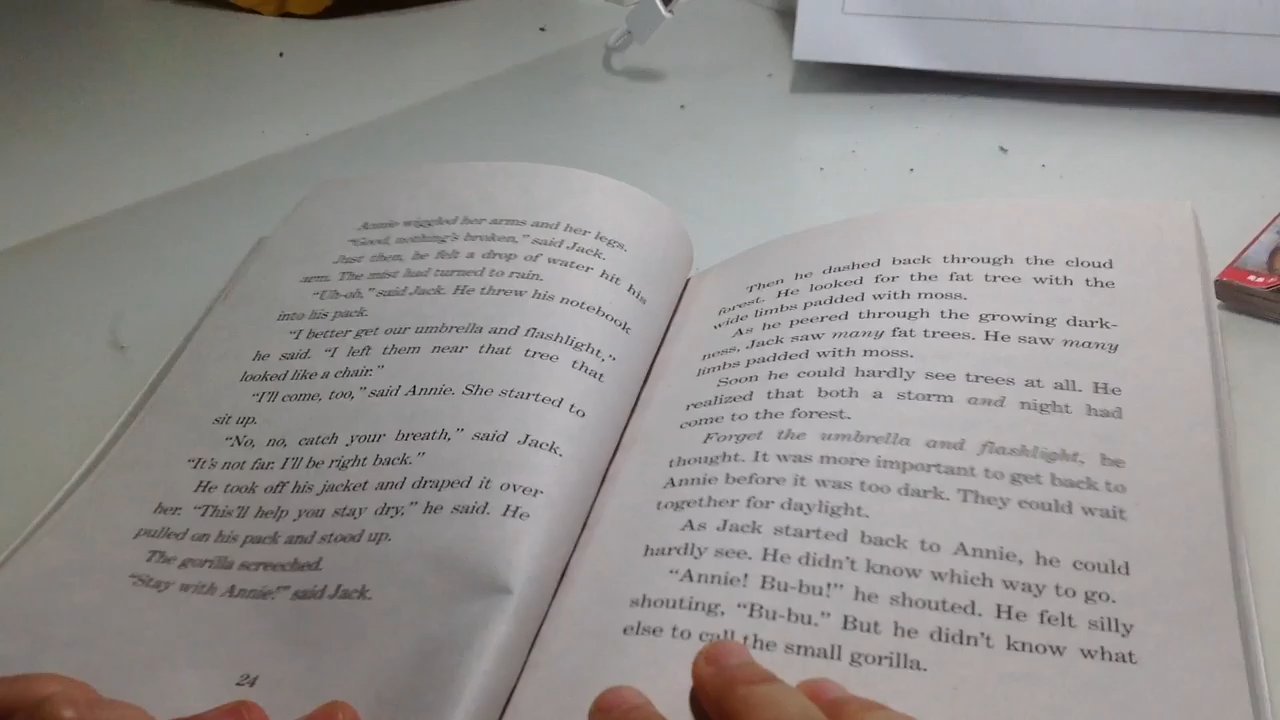 Annie wiggled her arms and her legs.
"Good, nothing's broken," said Jack.
Just then, he felt a drop of water hit his
arm. The mist had turned to rain.
"Uh-oh," said Jack. He threw his notebook
into his pack.
"I better get our umbrella and flashlight,"
he said. "I left them near that tree that
looked like a chair."
"I'll come, too," said Annie. She started to
sit up.
"No, no, catch your breath," said Jack.
"It's not far. I'll be right back."
He took off his jacket and draped it over
her. "This'll help you stay dry," he said. He
pulled on his pack and stood up.
The gorilla screeched.
"Stay with Annie!" said Jack.
24
Then he dashed back through the cloud
forest. He looked for the fat tree with the
wide limbs padded with moss.
As he peered through the growing dark-
ness, Jack saw many fat trees. He saw many
limbs padded with moss.
Soon he could hardly see trees at all. He
realized that both a storm and night had
come to the forest.
Forget the umbrella and flashlight, he
thought. It was more important to get back to
Annie before it was too dark. They could wait
together for daylight.
As Jack started back to Annie, he could
hardly see. He didn't know which way to go.
"Annie! Bu-bu!" he shouted. He felt silly
shouting, "Bu-bu." But he didn't know what
else to call the small gorilla.